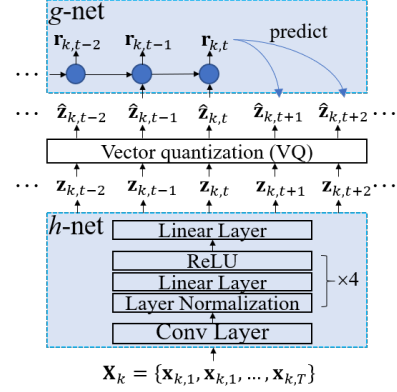 g-net
r_{k,t−2} r_{k,t−1} r_{k,t} predict
⋯ ẑ_{k,t−2} ẑ_{k,t−1} ẑ_{k,t} ẑ_{k,t+1} ẑ_{k,t+2} ⋯
Vector quantization (VQ)
⋯ z_{k,t−2} z_{k,t−1} z_{k,t} z_{k,t+1} z_{k,t+2} ⋯
h-net
Linear Layer
ReLU
Linear Layer ×4
Layer Normalization
Conv Layer
X_k = {x_{k,1}, x_{k,1}, …, x_{k,T}}